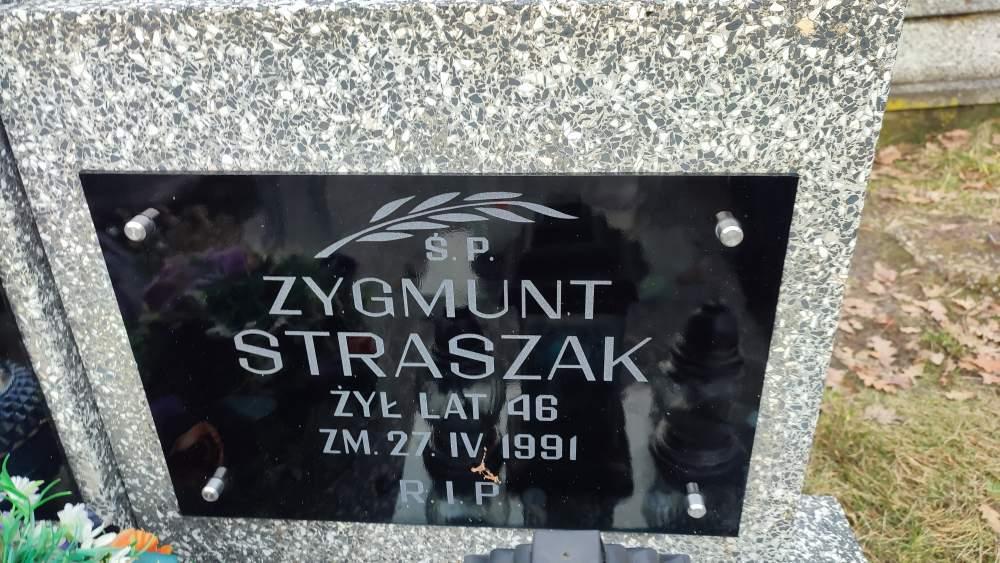 Ś.P.
ZYGMUNT
STRASZAK
ŻYŁ LAT 46
ZM. 27. IV 1991
R.I.P.